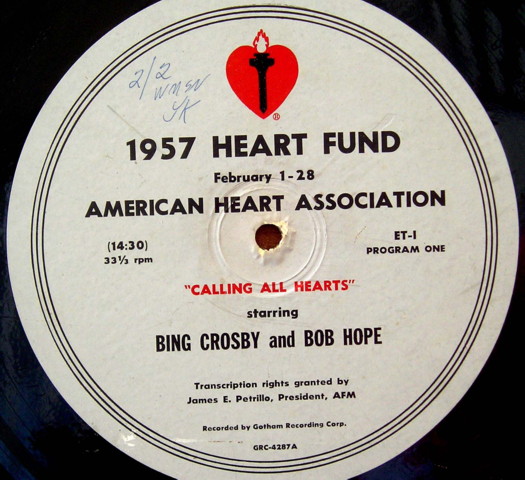 2/2
WMSN
®
1957 HEART FUND
February 1-28
AMERICAN HEART ASSOCIATION
(14:30)
33⅓ rpm
ET-1
PROGRAM ONE
"CALLING ALL HEARTS"
starring
BING CROSBY and BOB HOPE
Transcription rights granted by
James E. Petrillo, President, AFM
Recorded by Gotham Recording Corp.
GRC-4287A